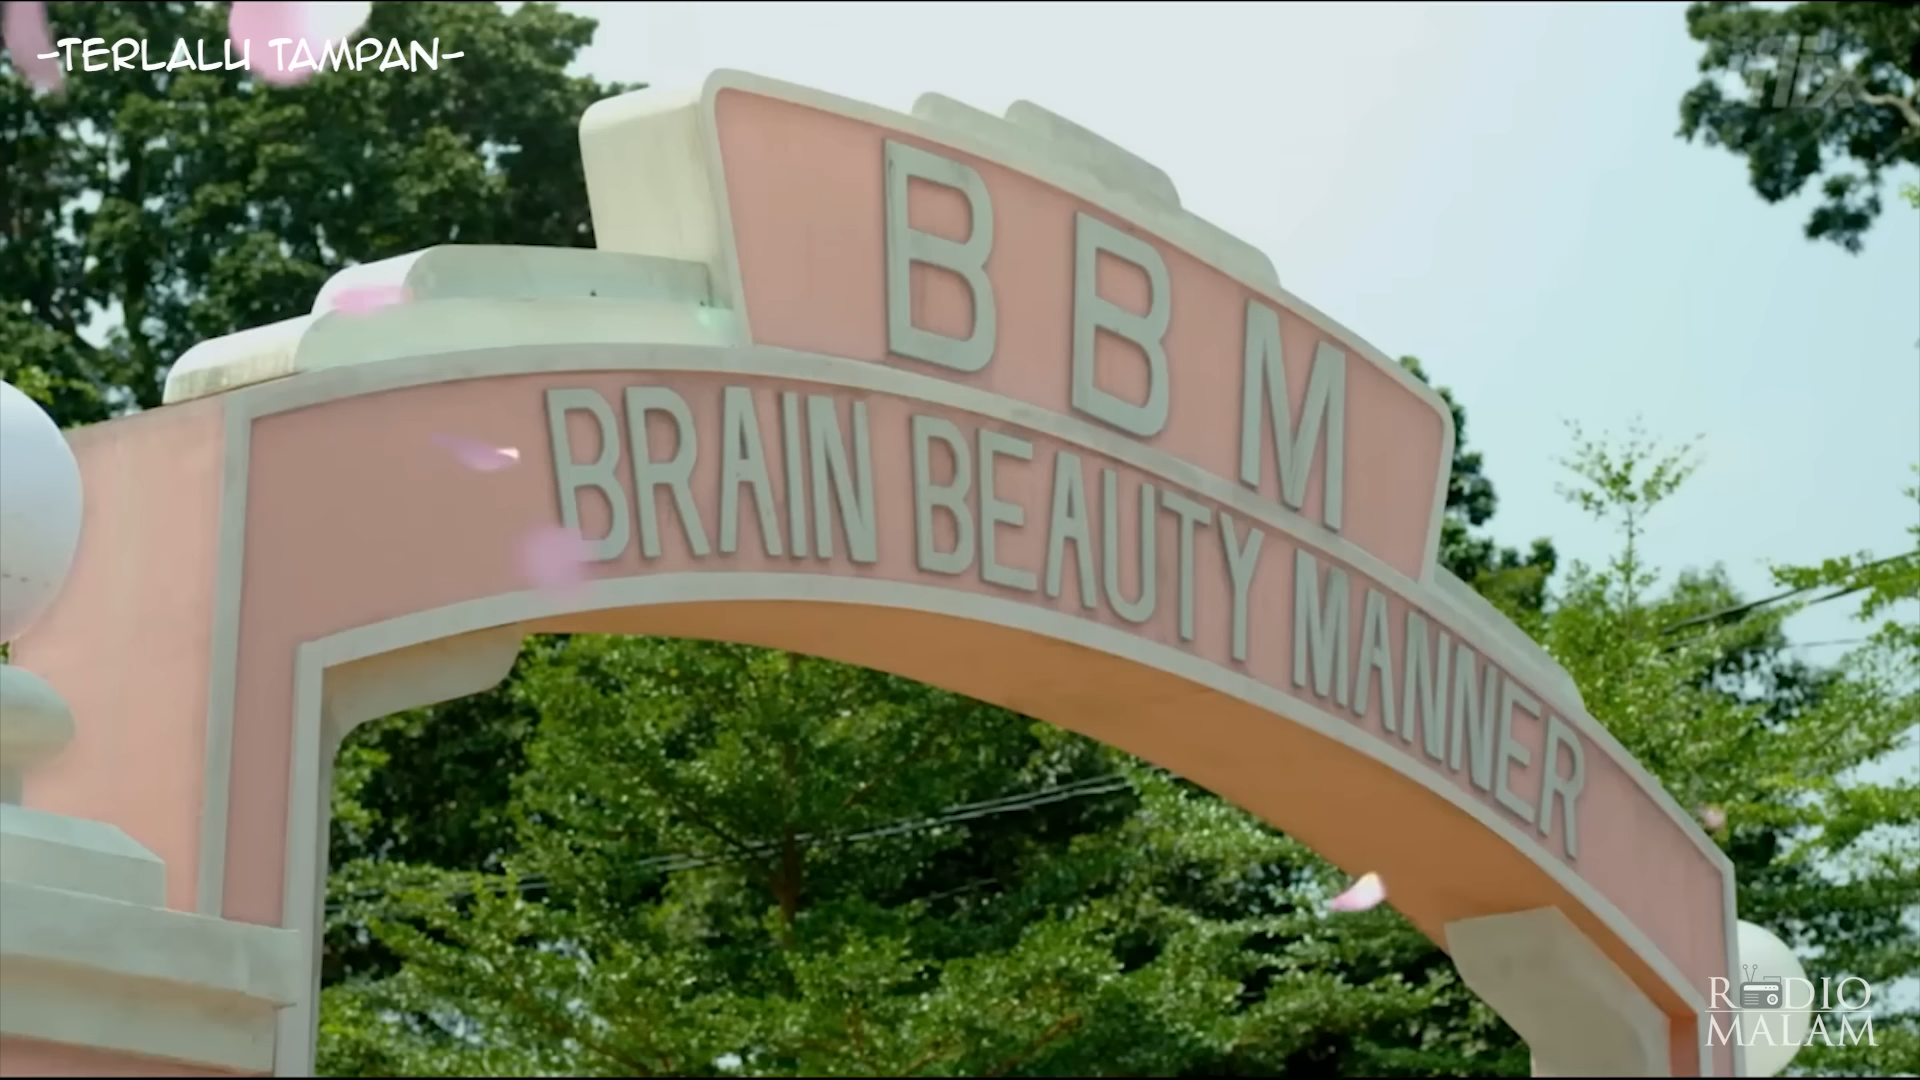 -TERLALU TAMPAN-
BBM
BRAIN BEAUTY MANNER
RADIO
MALAM